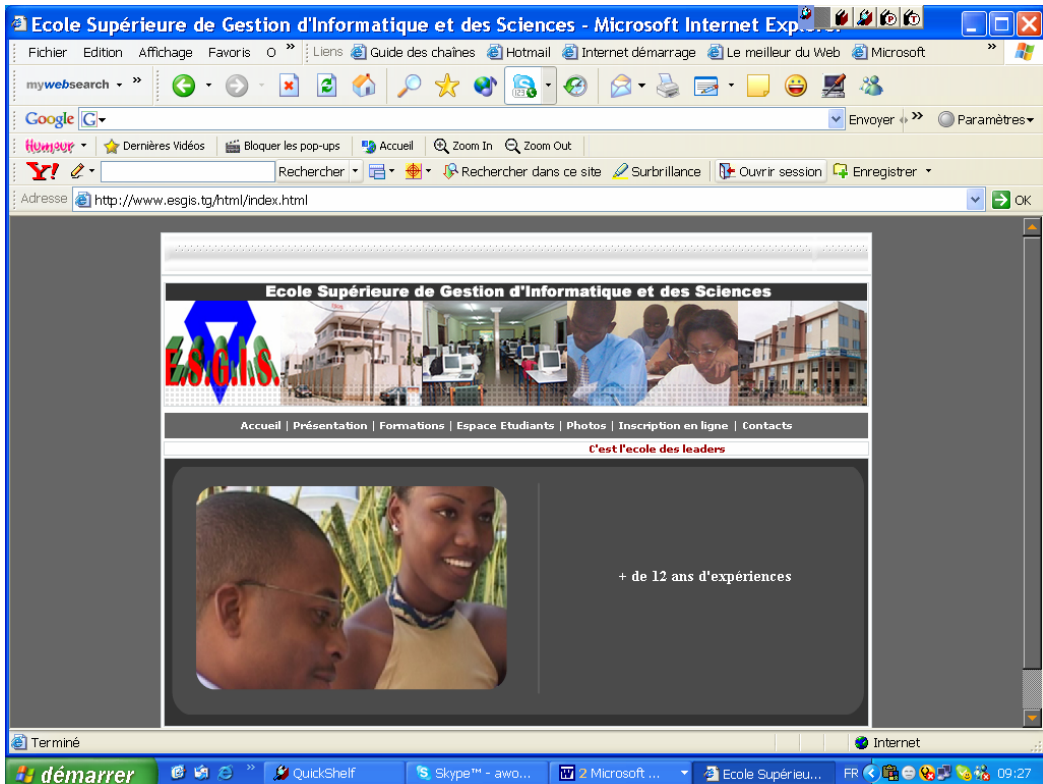 Ecole Supérieure de Gestion d'Informatique et des Sciences - Microsoft Internet Explorer
Fichier Edition Affichage Favoris O » Liens Guide des chaînes Hotmail Internet démarrage Le meilleur du Web Microsoft »
mywebsearch »
Google G Envoyer » Paramètres
Humour Dernières Vidéos Bloquer les pop-ups Accueil Zoom In Zoom Out
Y! Rechercher Rechercher dans ce site Surbrillance Ouvrir session Enregistrer
Adresse http://www.esgis.tg/html/index.html OK
Ecole Supérieure de Gestion d'Informatique et des Sciences
E.S.G.I.S.
Accueil | Présentation | Formations | Espace Etudiants | Photos | Inscription en ligne | Contacts
C'est l'ecole des leaders
+ de 12 ans d'expériences
Terminé Internet
démarrer » QuickShelf Skype™ - awo... 2 Microsoft ... Ecole Supérieu... FR 09:27